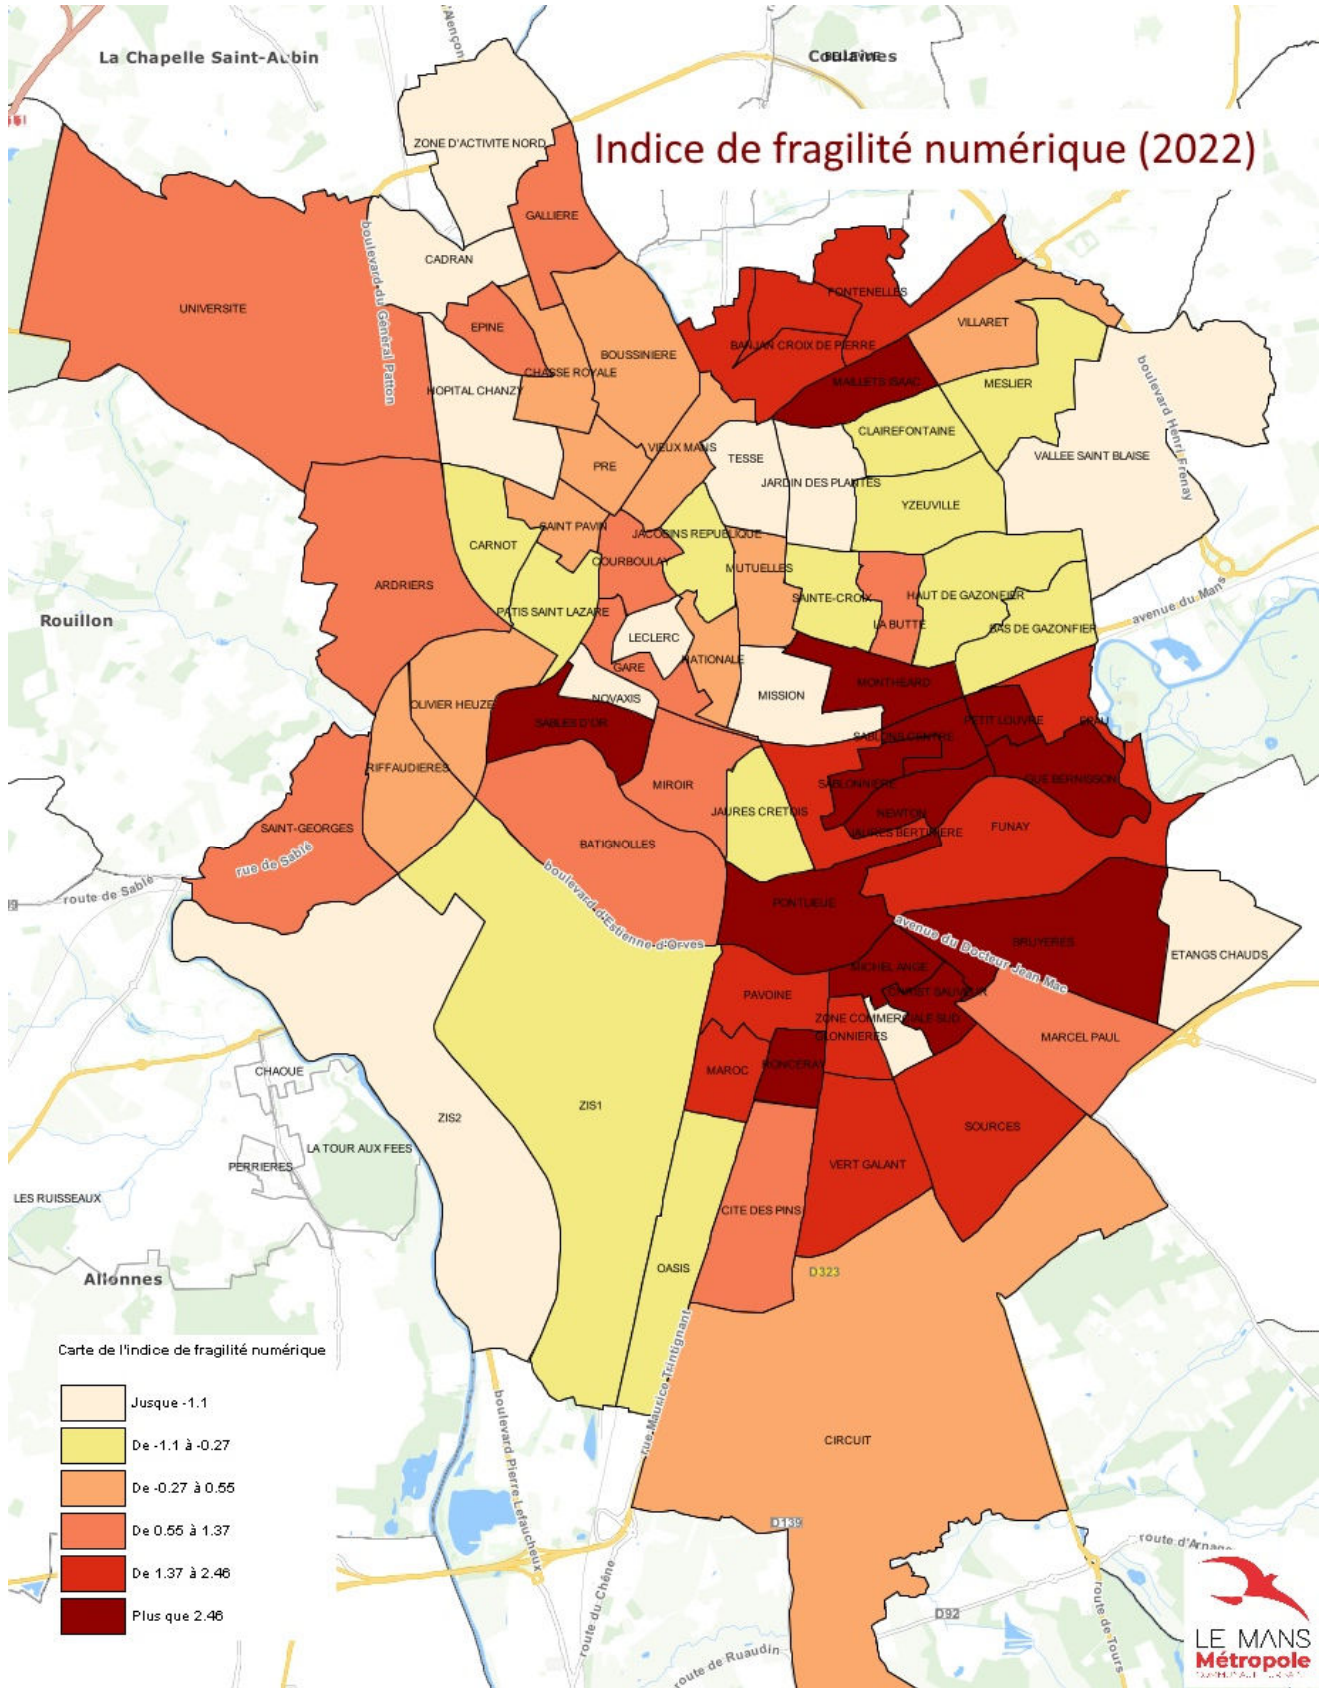 Alençon
La Chapelle Saint-Aubin
Coulaines
ZONE D'ACTIVITE NORD
Indice de fragilité numérique (2022)
GALLIERE
boulevard du Général Patton
CADRAN
UNIVERSITE
FONTENELLES
EPINE
VILLARET
BANJAN
CROIX DE PIERRE
BOUSSINIERE
CHASSE ROYALE
HOPITAL CHANZY
MAILLETS ISAAC
MESLIER
boulevard Henri Frenay
CLAIREFONTAINE
VIEUX MANS
TESSE
VALLEE SAINT BLAISE
PRE
JARDIN DES PLANTES
YZEUVILLE
SAINT PAVIN
JACOBINS REPUBLIQUE
CARNOT
COURBOULAY
MUTUELLES
ARDRIERS
SAINTE-CROIX
HAUT DE GAZONFIER
avenue du Mans
PATIS SAINT LAZARE
Rouillon
LA BUTTE
BAS DE GAZONFIER
LECLERC
NATIONALE
GARE
MONTHEARD
MISSION
NOVAXIS
OLIVIER HEUZE
SABLES D'OR
PETIT LOUVRE
EPAU
SABLONS CENTRE
RIFFAUDIERES
MIROIR
SABLONNIERE
GUE BERNISSON
JAURES CRETOIS
NEWTON
SAINT-GEORGES
JAURES BERTINIERE
FUNAY
BATIGNOLLES
rue de Sablé
route de Sablé
boulevard d'Estienne d'Orves
PONTLIEUE
avenue du Docteur Jean Mac
BRUYERES
ETANGS CHAUDS
MICHEL ANGE
CHRIST SAUVEUR
PAVOINE
ZONE COMMERCIALE SUD
GLONNIERES
MARCEL PAUL
RONCERAY
MAROC
CHAOUE
ZIS1
ZIS2
SOURCES
LA TOUR AUX FEES
VERT GALANT
PERRIERES
LES RUISSEAUX
CITE DES PINS
OASIS
D323
Allonnes
rue Maurice Trintignant
Carte de l'indice de fragilité numérique
Jusque -1.1
De -1.1 à -0.27
De -0.27 à 0.55
De 0.55 à 1.37
De 1.37 à 2.46
Plus que 2.46
boulevard Pierre Lefaucheux
CIRCUIT
D139
route d'Arnage
route du Chêne
route de Tours
D92
route de Ruaudin
LE MANS
Métropole